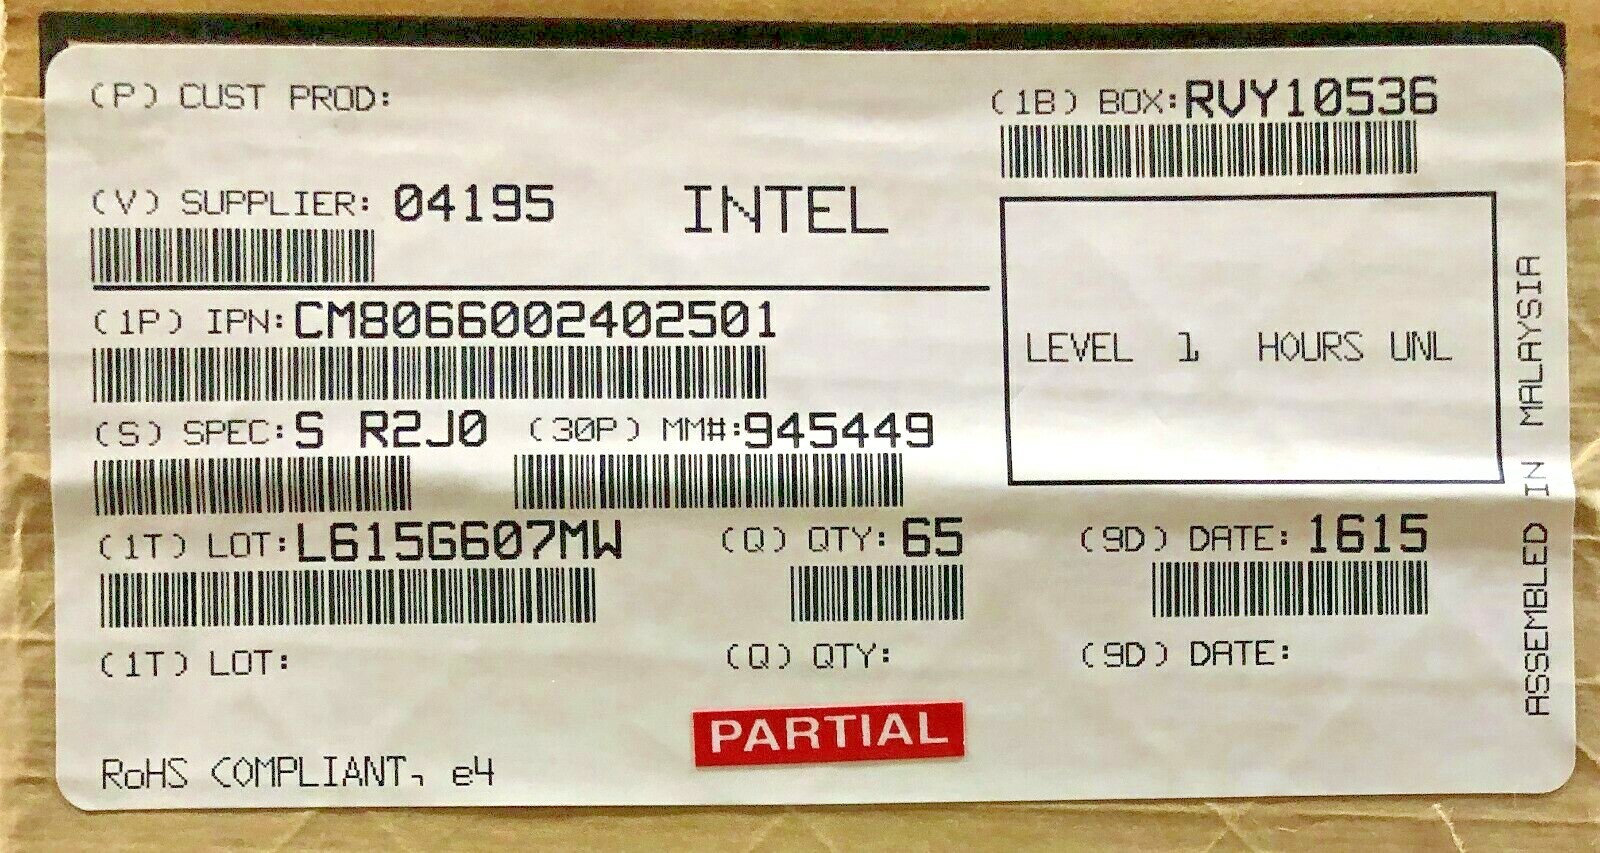 (P) CUST PROD:
(1B) BOX:RVY10536
(V) SUPPLIER: 04195 INTEL
(1P) IPN:CM8066002402501
LEVEL 1 HOURS UNL
(S) SPEC:S R2J0 (30P) MM#:945449
(1T) LOT:L615G607MW (Q) QTY:65 (9D) DATE:1615
(1T) LOT: (Q) QTY: (9D) DATE:
PARTIAL
RoHS COMPLIANT, e4
ASSEMBLED IN MALAYSIA